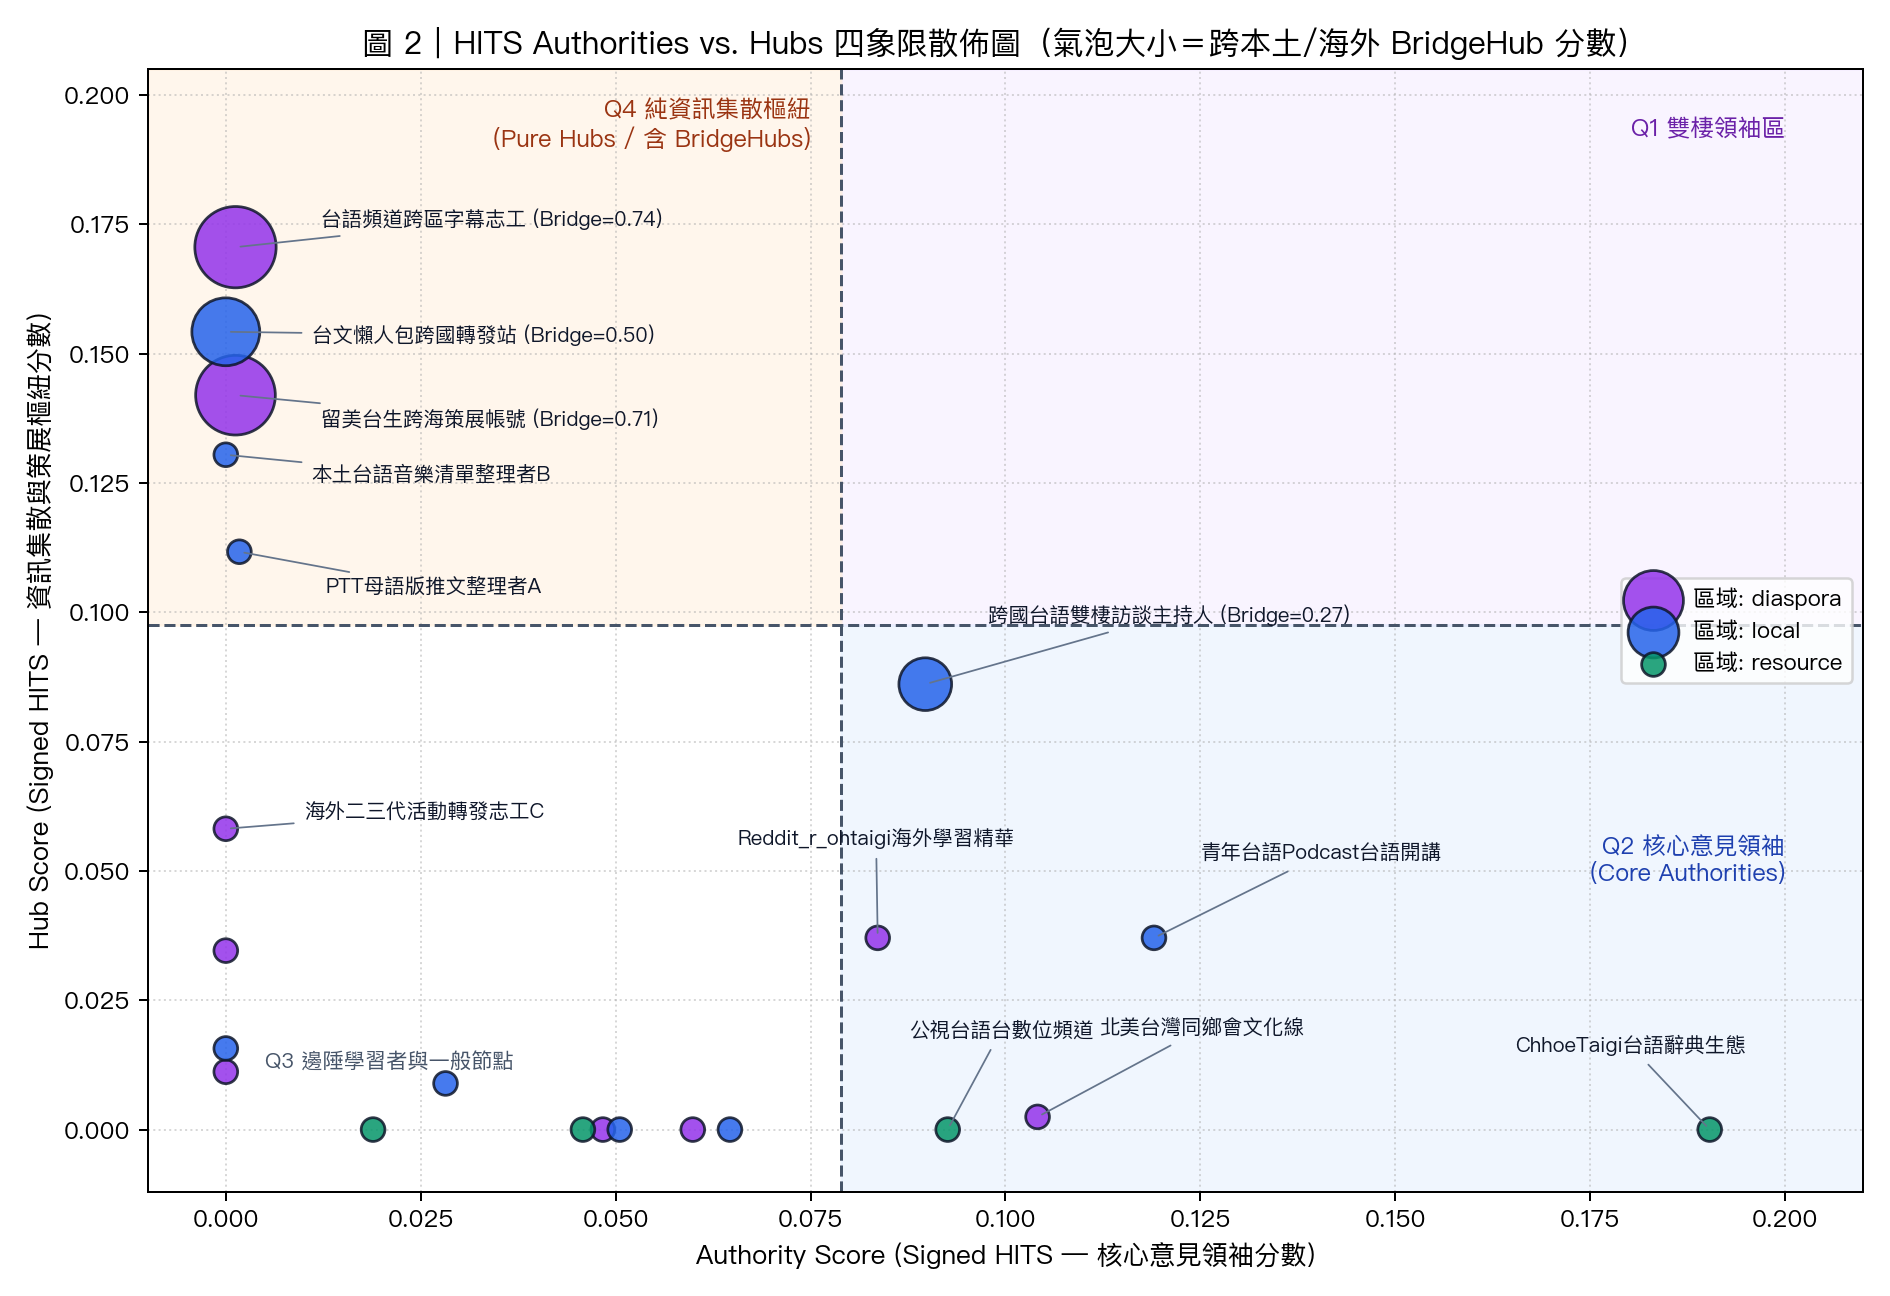 圖 2｜HITS Authorities vs. Hubs 四象限散佈圖（氣泡大小＝跨本土/海外 BridgeHub 分數）
Hub Score (Signed HITS — 資訊集散與策展樞紐分數)
0.200
0.175
0.150
0.125
0.100
0.075
0.050
0.025
0.000
Q4 純資訊集散樞紐
(Pure Hubs / 含 BridgeHubs)
Q1 雙棲領袖區
台語頻道跨區字幕志工 (Bridge=0.74)
台文懶人包跨國轉發站 (Bridge=0.50)
留美台生跨海策展帳號 (Bridge=0.71)
本土台語音樂清單整理者B
PTT母語版推文整理者A
跨國台語雙棲訪談主持人 (Bridge=0.27)
區域: diaspora
區域: local
區域: resource
海外二三代活動轉發志工C
Reddit_r_ohtaigi海外學習精華
青年台語Podcast台語開講
Q2 核心意見領袖
(Core Authorities)
公視台語台數位頻道
北美台灣同鄉會文化線
ChhoeTaigi台語辭典生態
Q3 邊陲學習者與一般節點
0.000
0.025
0.050
0.075
0.100
0.125
0.150
0.175
0.200
Authority Score (Signed HITS — 核心意見領袖分數)